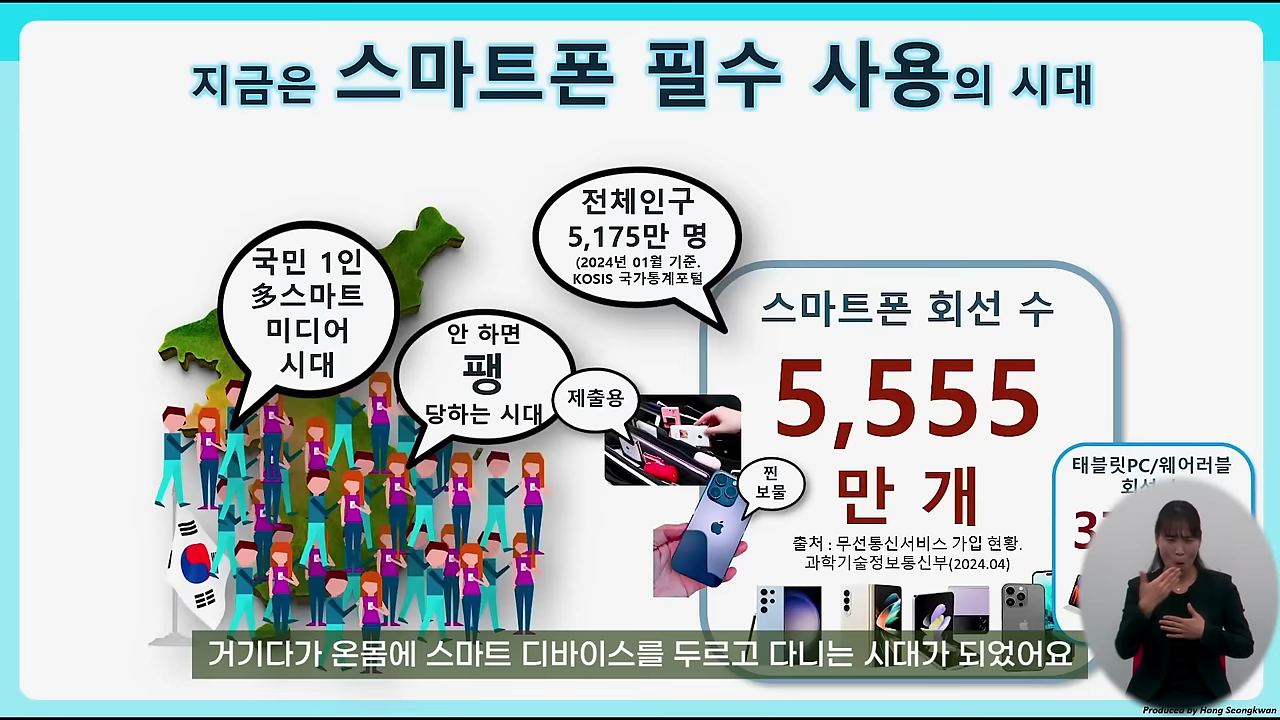 지금은 스마트폰 필수 사용의 시대
국민 1인
多스마트
미디어
시대
안 하면
팽
당하는 시대
전체인구
5,175만 명
(2024년 01월 기준.
KOSIS 국가통계포털
제출용
찐
보물
스마트폰 회선 수
5,555
만 개
출처 : 무선통신서비스 가입 현황.
과학기술정보통신부(2024.04)
태블릿PC/웨어러블
회선
거기다가 온몸에 스마트 디바이스를 두르고 다니는 시대가 되었어요
Produced by Hong Seongkwan